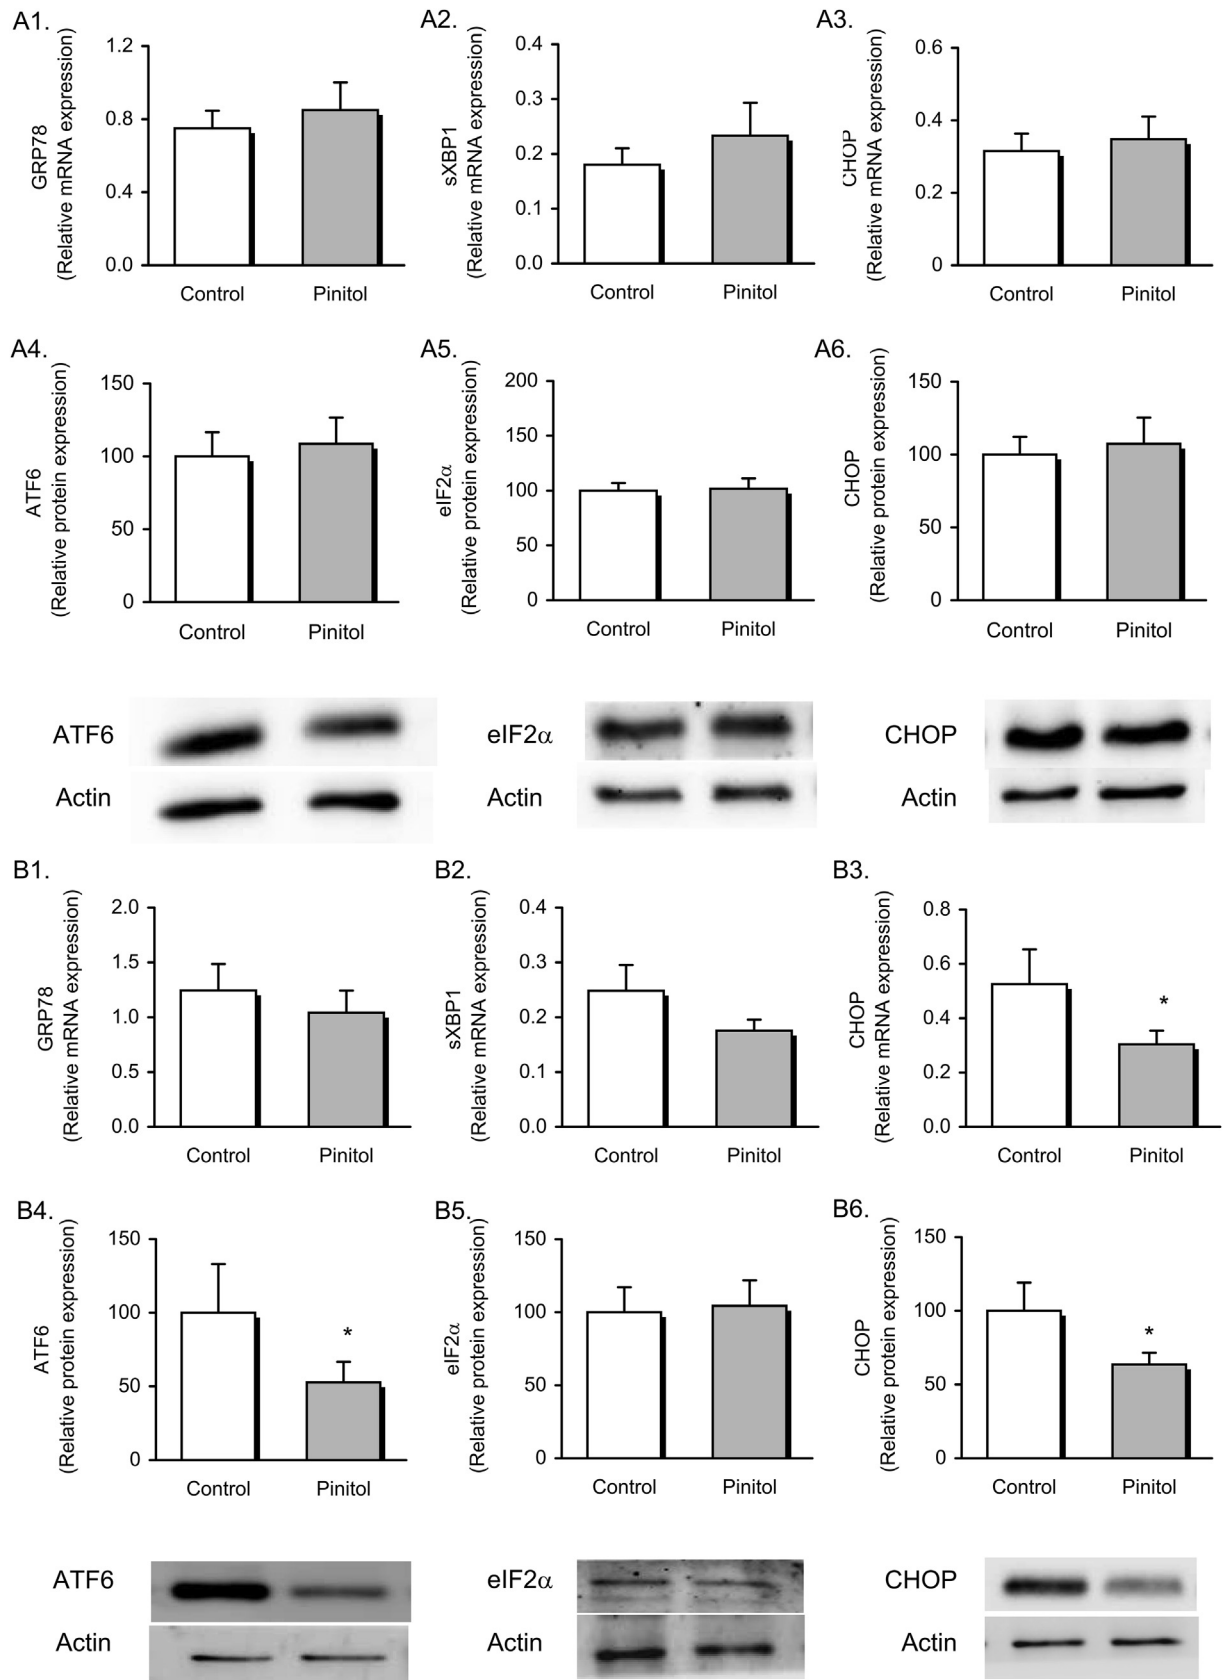 A1.
GRP78
(Relative mRNA expression)
1.2
0.8
0.4
0.0
Control Pinitol
A2.
sXBP1
(Relative mRNA expression)
0.4
0.3
0.2
0.1
0.0
Control Pinitol
A3.
CHOP
(Relative mRNA expression)
0.6
0.4
0.2
0
Control Pinitol
A4.
ATF6
(Relative protein expression)
150
100
50
0
Control Pinitol
A5.
eIF2α
(Relative protein expression)
200
150
100
50
0
Control Pinitol
A6.
CHOP
(Relative protein expression)
150
100
50
0
Control Pinitol
ATF6
Actin
eIF2α
Actin
CHOP
Actin
B1.
GRP78
(Relative mRNA expression)
2.0
1.5
1.0
0.5
0.0
Control Pinitol
B2.
sXBP1
(Relative mRNA expression)
0.4
0.3
0.2
0.1
0.0
Control Pinitol
B3.
CHOP
(Relative mRNA expression)
0.8
0.6
0.4
0.2
0.0
*
Control Pinitol
B4.
ATF6
(Relative protein expression)
150
100
50
0
*
Control Pinitol
B5.
eIF2α
(Relative protein expression)
150
100
50
0
Control Pinitol
B6.
CHOP
(Relative protein expression)
150
100
50
0
*
Control Pinitol
ATF6
Actin
eIF2α
Actin
CHOP
Actin